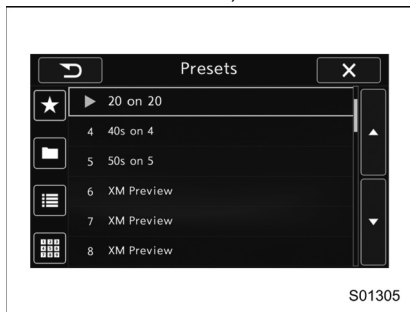 Presets
20 on 20
4 40s on 4
5 50s on 5
6 XM Preview
7 XM Preview
8 XM Preview
S01305